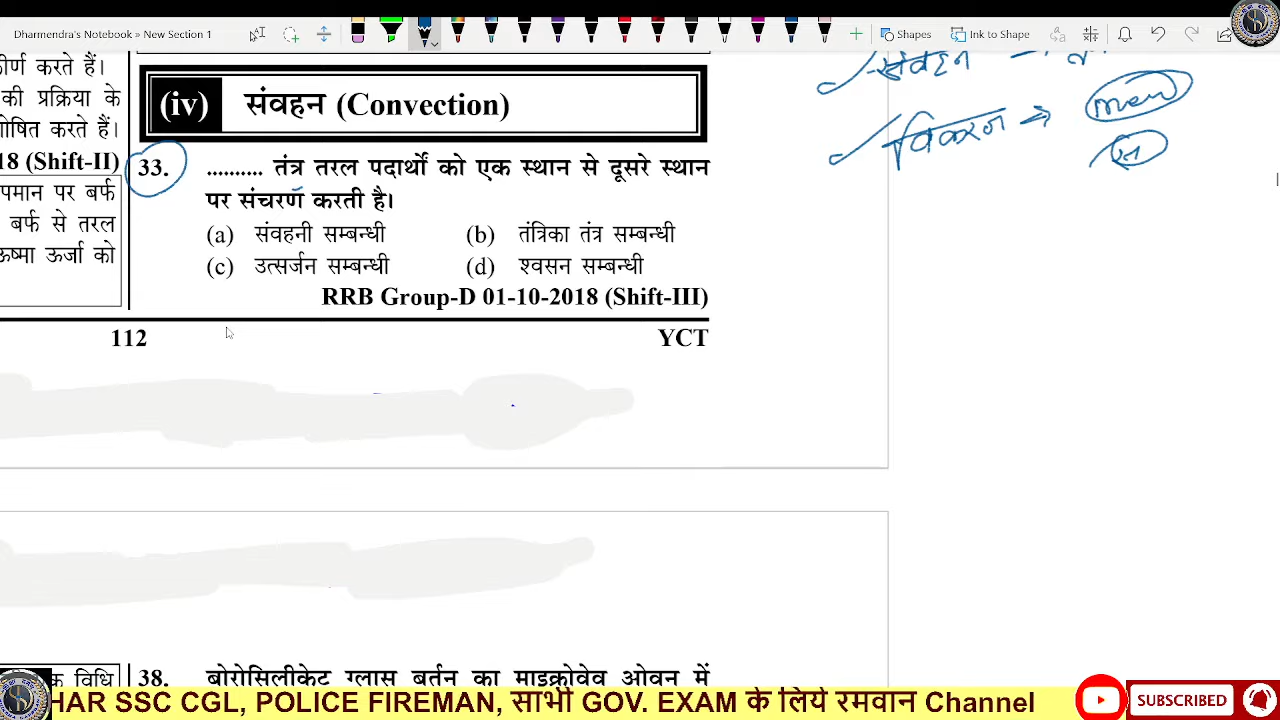 Dharmendra's Notebook » New Section 1
Shapes
Ink to Shape
कीर्ण करते हैं।
की प्रक्रिया के
शोषित करते हैं।
18 (Shift-II)
पमान पर बर्फ
बर्फ से तरल
ऊष्मा ऊर्जा को
(iv) संवहन (Convection)
33. .......... तंत्र तरल पदार्थों को एक स्थान से दूसरे स्थान
पर संचरण करती है।
(a) संवहनी सम्बन्धी (b) तंत्रिका तंत्र सम्बन्धी
(c) उत्सर्जन सम्बन्धी (d) श्वसन सम्बन्धी
RRB Group-D 01-10-2018 (Shift-III)
112 YCT
संवहन →
विकरन →
क विधि
38. बोरोसिलीकेट ग्लास बर्तन का माइक्रोवेव ओवन में
HAR SSC CGL, POLICE FIREMAN, साभी GOV. EXAM के लिये रमवान Channel
SUBSCRIBED